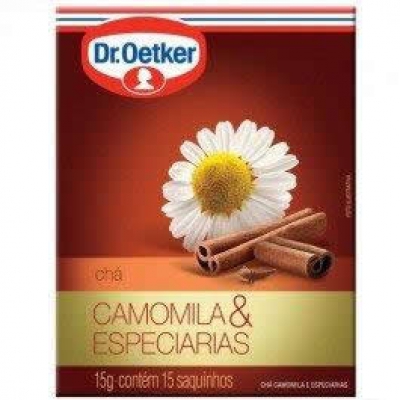 Dr.Oetker
chá
CAMOMILA &
ESPECIARIAS
15g-contém 15 saquinhos
CHÁ CAMOMILA E ESPECIARIAS